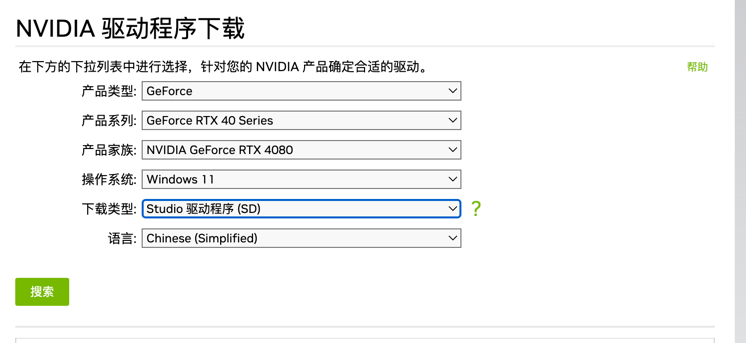 NVIDIA 驱动程序下载
在下方的下拉列表中进行选择，针对您的 NVIDIA 产品确定合适的驱动。 帮助
产品类型: GeForce
产品系列: GeForce RTX 40 Series
产品家族: NVIDIA GeForce RTX 4080
操作系统: Windows 11
下载类型: Studio 驱动程序 (SD) ?
语言: Chinese (Simplified)
搜索